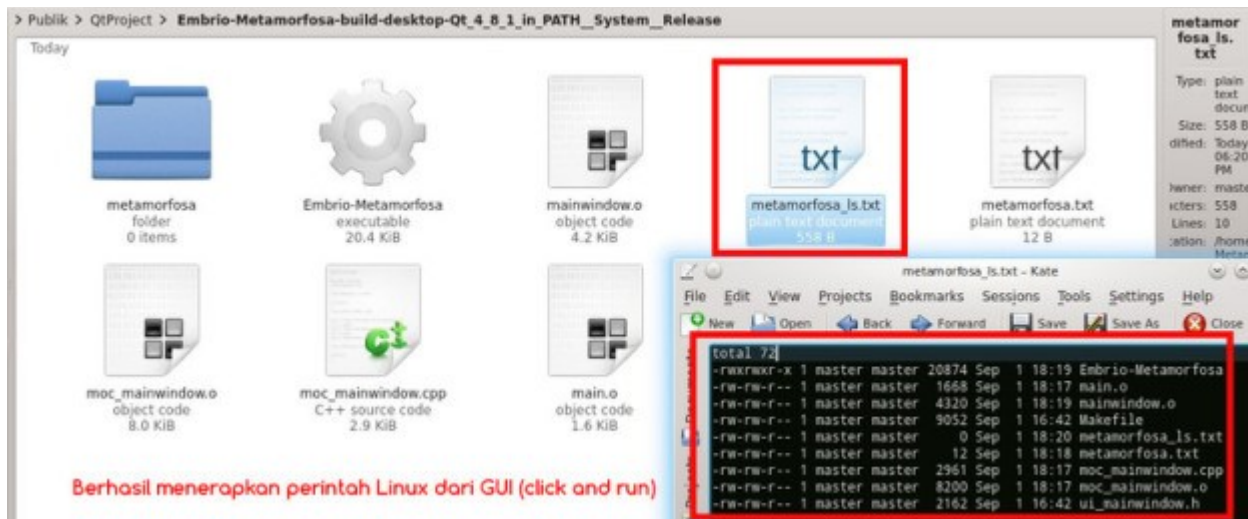 > Publik > QtProject > Embrio-Metamorfosa-build-desktop-Qt_4_8_1_in_PATH__System__Release
Today
metamorfosa
folder
0 items
Embrio-Metamorfosa
executable
20.4 KiB
mainwindow.o
object code
4.2 KiB
txt
metamorfosa_ls.txt
plain text document
558 B
txt
metamorfosa.txt
plain text document
12 B
moc_mainwindow.o
object code
8.0 KiB
moc_mainwindow.cpp
C++ source code
2.9 KiB
main.o
object code
1.6 KiB
metamor
fosa_ls.
txt
Type: plain
text
docur
Size: 558 B
dified: Today
06:20
PM
wner: maste
cters: 558
Lines: 10
ation: /home
Metam
metamorfosa_ls.txt – Kate
File Edit View Projects Bookmarks Sessions Tools Settings Help
New Open Back Forward Save Save As Close
total 72
-rwxrwxr-x 1 master master 20874 Sep 1 18:19 Embrio-Metamorfosa
-rw-rw-r-- 1 master master 1668 Sep 1 18:17 main.o
-rw-rw-r-- 1 master master 4320 Sep 1 18:19 mainwindow.o
-rw-rw-r-- 1 master master 9052 Sep 1 16:42 Makefile
-rw-rw-r-- 1 master master 0 Sep 1 18:20 metamorfosa_ls.txt
-rw-rw-r-- 1 master master 12 Sep 1 18:18 metamorfosa.txt
-rw-rw-r-- 1 master master 2961 Sep 1 18:17 moc_mainwindow.cpp
-rw-rw-r-- 1 master master 8200 Sep 1 18:17 moc_mainwindow.o
-rw-rw-r-- 1 master master 2162 Sep 1 16:42 ui_mainwindow.h
Berhasil menerapkan perintah Linux dari GUI (click and run)